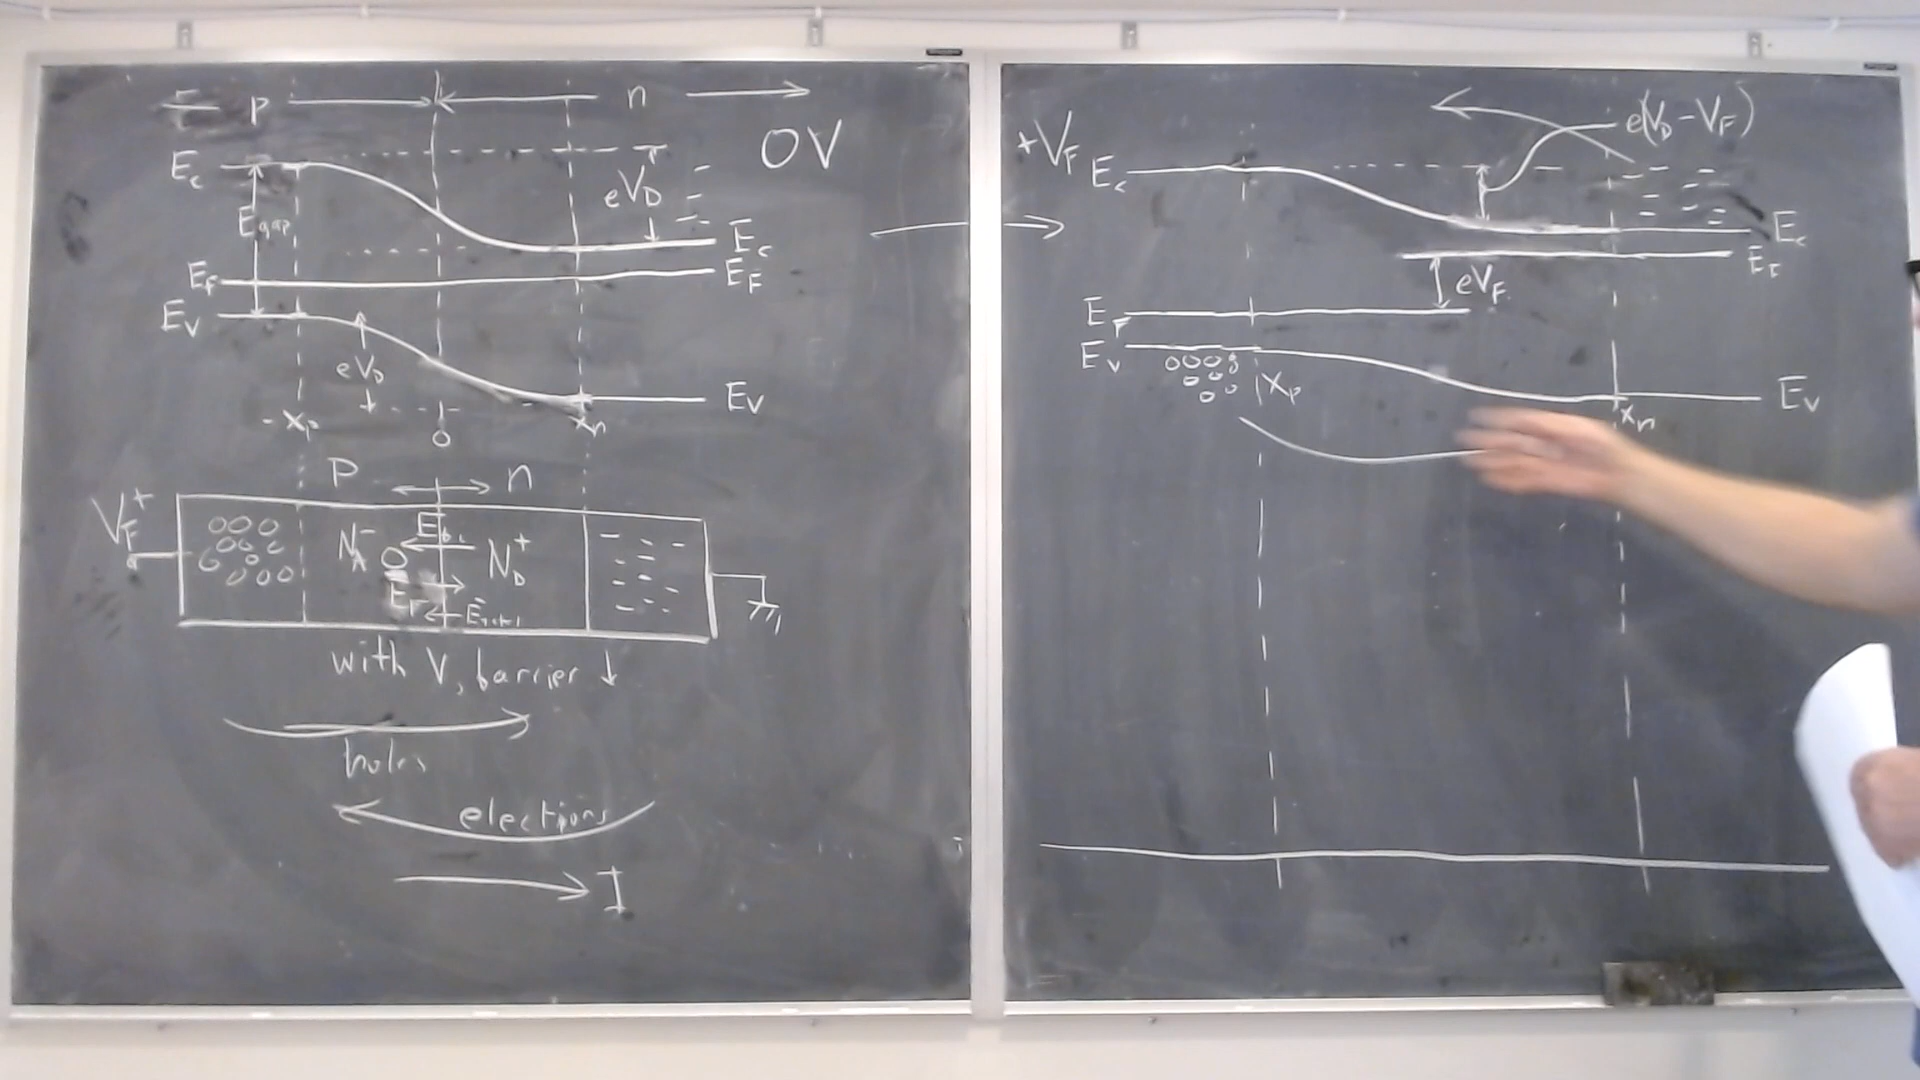 p n
0V
E_c
eV_D
E_gap
E_c
E_F
E_F
E_V
eV_D
E_V
-x_p 0 x_n
P n
V_F^+
N_A^- N_D^+
with V, barrier ↓
holes
elections
I
+V_F
e(V_D - V_F)
E_c
E_c
E_F
eV_F
E_F
E_V
x_p
x_n
E_V